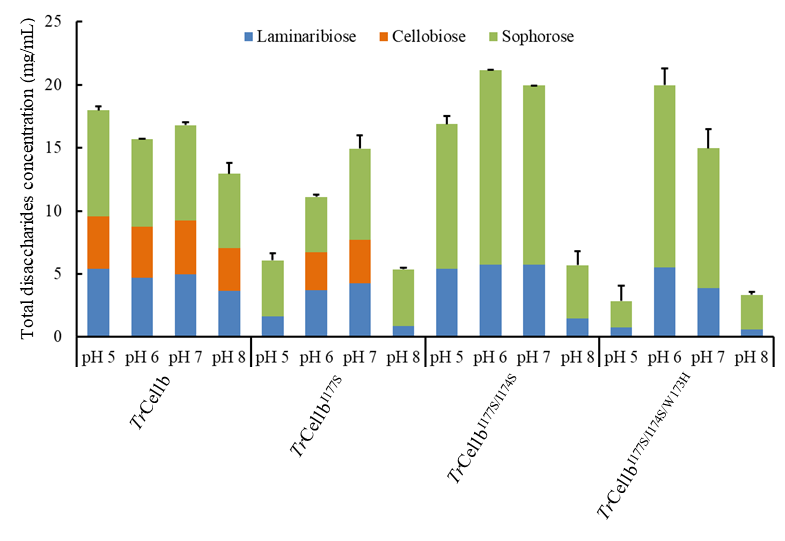 Total disaccharides concentration (mg/mL)
25
20
15
10
5
0
Laminaribiose Cellobiose Sophorose
pH 5 pH 6 pH 7 pH 8 pH 5 pH 6 pH 7 pH 8 pH 5 pH 6 pH 7 pH 8 pH 5 pH 6 pH 7 pH 8
TrCel1b
TrCel1bI177S
TrCel1bI177S/I174S
TrCel1bI177S/I174S/W173H